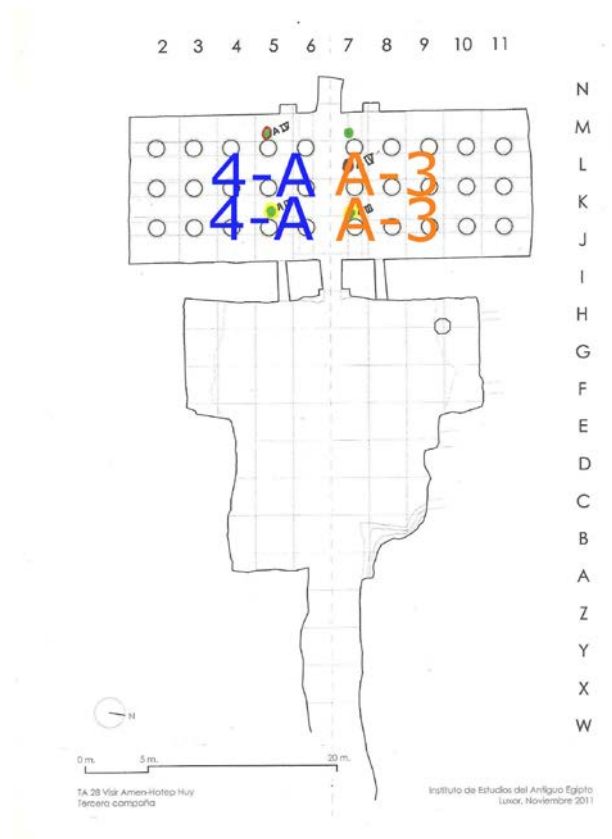 2 3 4 5 6 7 8 9 10 11
N
M
L
K
J
I
H
G
F
E
D
C
B
A
Z
Y
X
W
4-A A-3
4-A A-3
N
0 m. 5 m. 20 m.
TA 28 Visir Amen-Hotep Huy
Tercera campaña
Instituto de Estudios del Antiguo Egipto
Luxor, Noviembre 2011